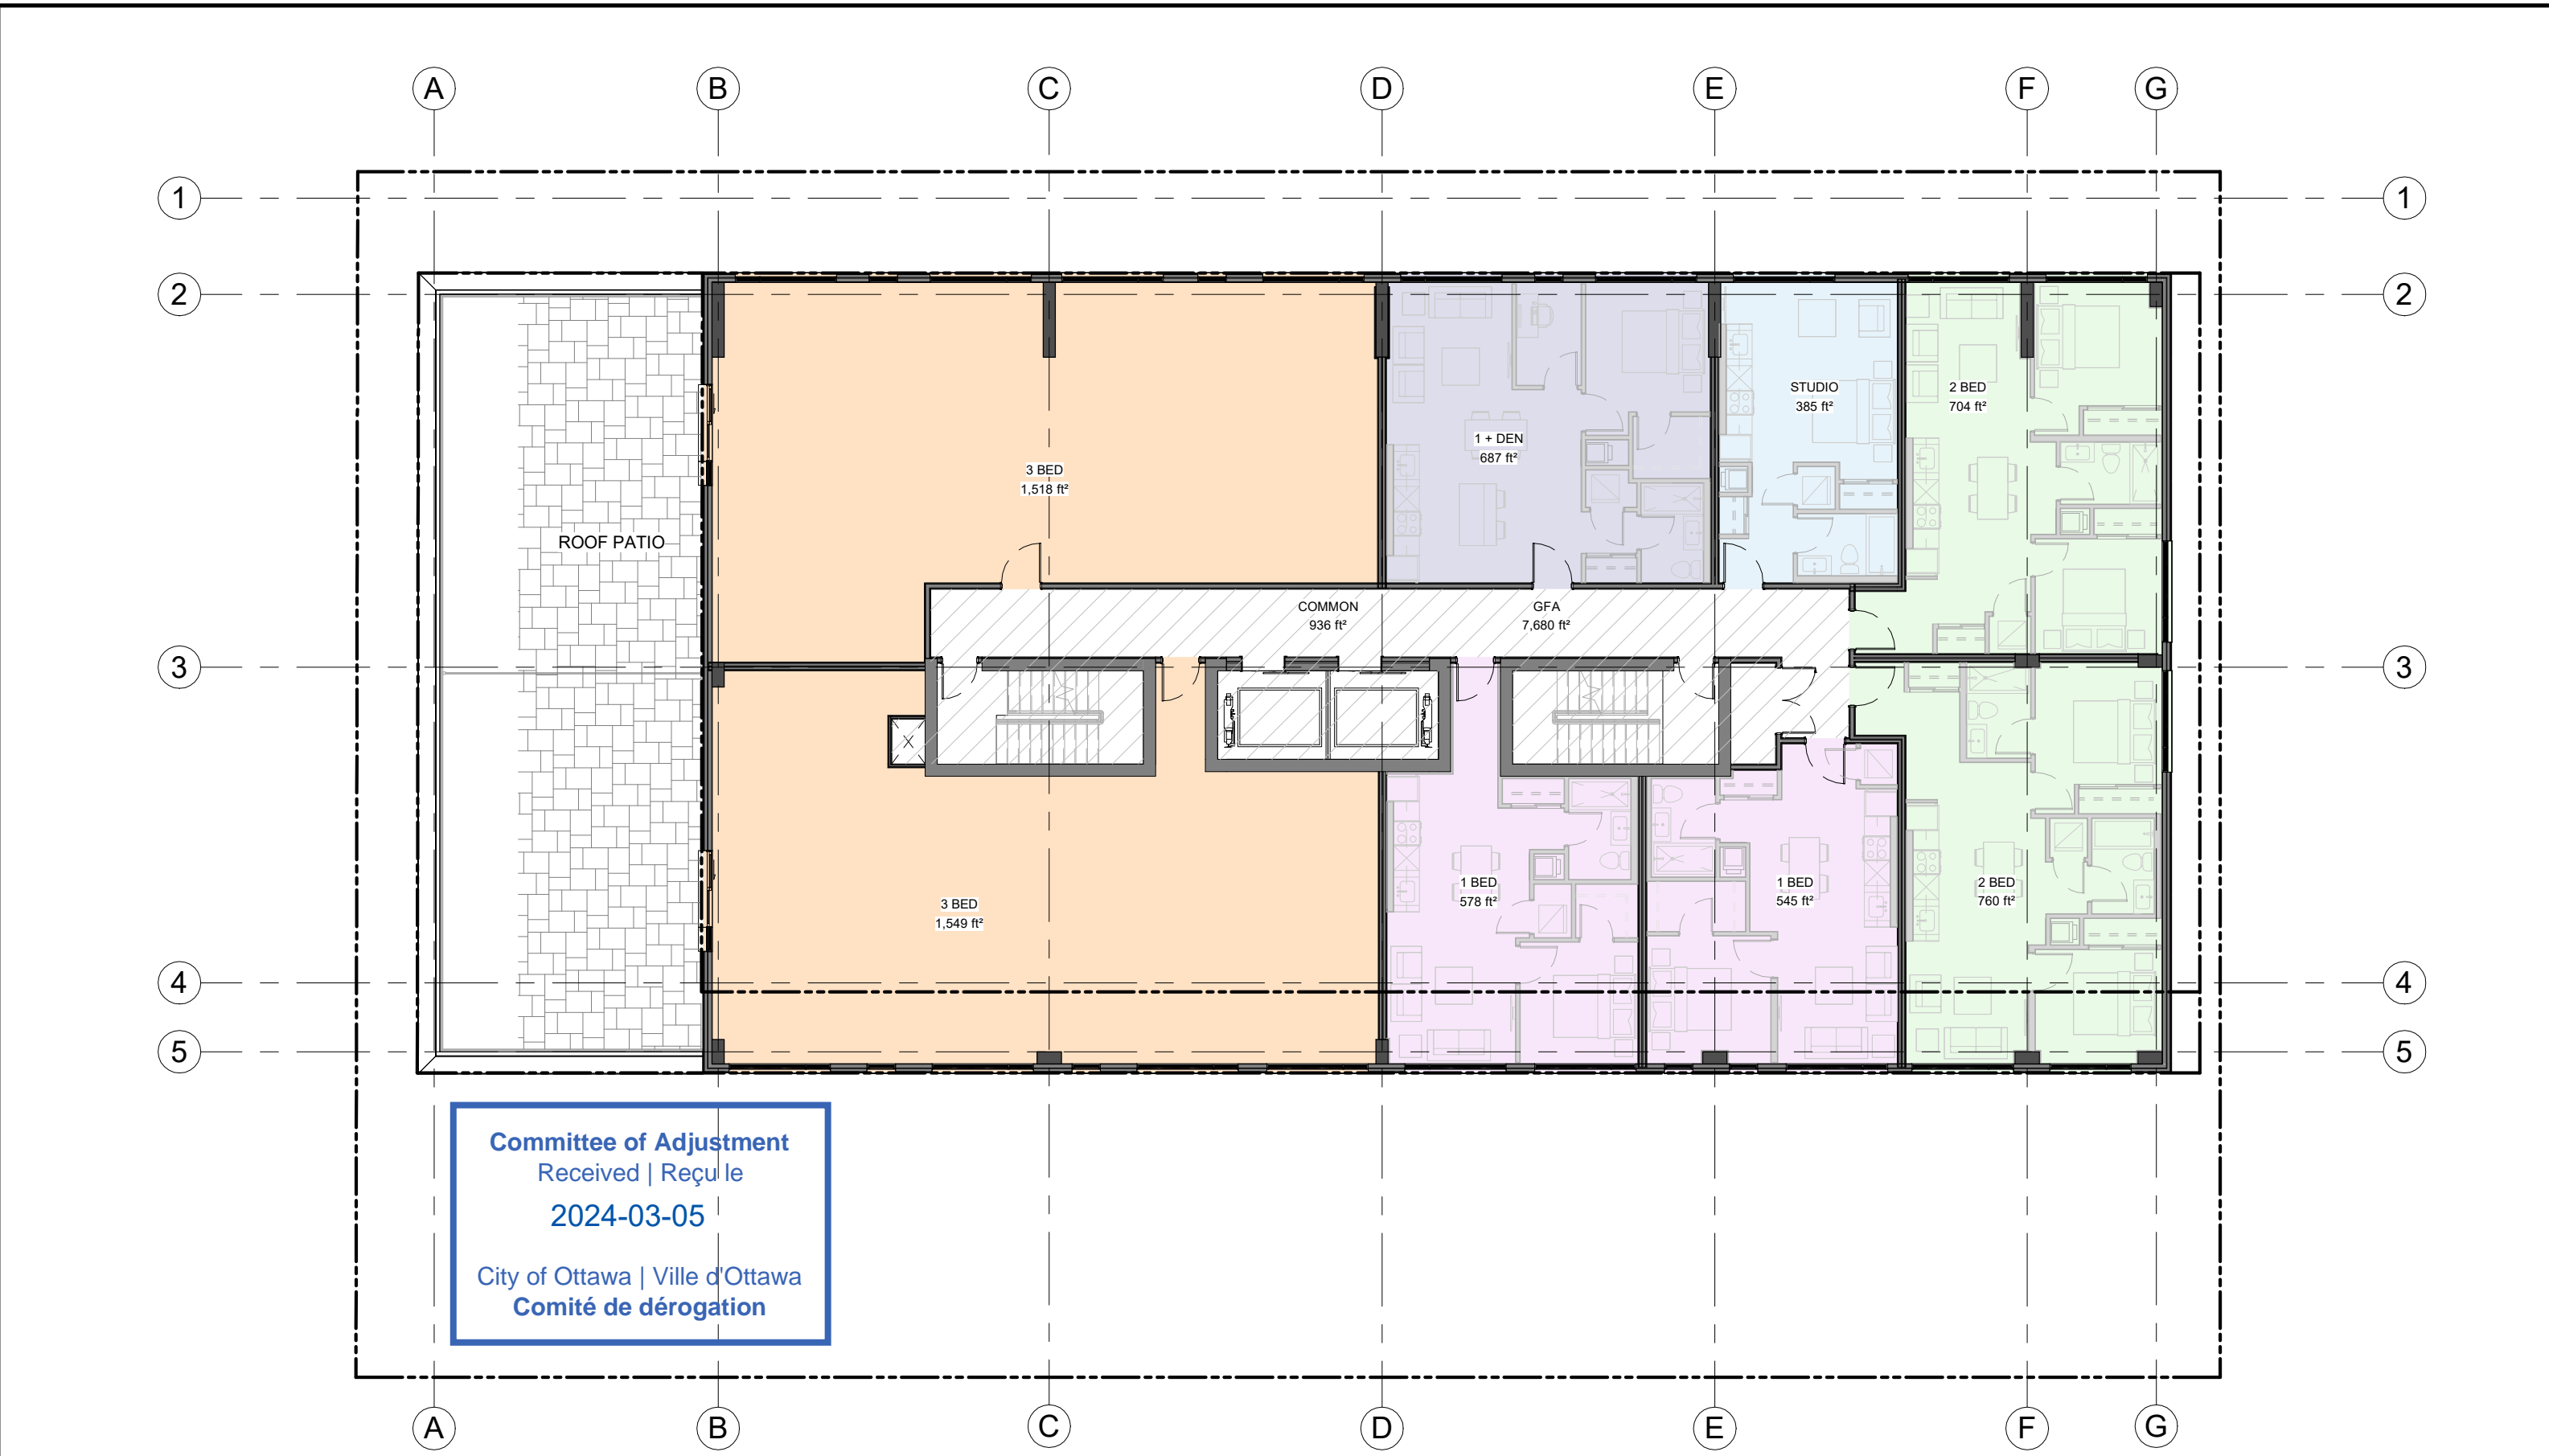 A B C D E F G
1 1
2 2
STUDIO
385 ft²
2 BED
704 ft²
1 + DEN
687 ft²
3 BED
1,518 ft²
ROOF PATIO
COMMON
936 ft²
GFA
7,680 ft²
3 3
X
1 BED
578 ft²
1 BED
545 ft²
2 BED
760 ft²
3 BED
1,549 ft²
4 4
5 5
Committee of Adjustment
Received | Reçu le
2024-03-05
City of Ottawa | Ville d'Ottawa
Comité de dérogation
A B C D E F G